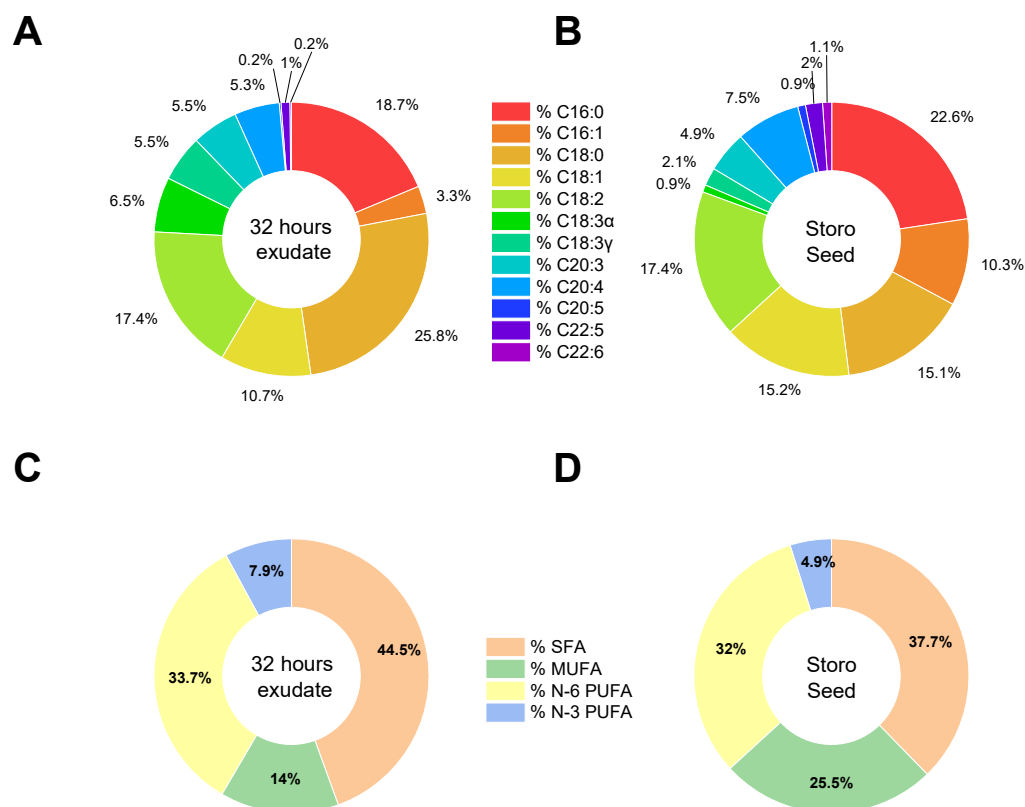 A
0.2%
0.2%
1%
5.3%
5.5%
5.5%
6.5%
17.4%
10.7%
25.8%
3.3%
18.7%
32 hours
exudate
% C16:0
% C16:1
% C18:0
% C18:1
% C18:2
% C18:3α
% C18:3γ
% C20:3
% C20:4
% C20:5
% C22:5
% C22:6
B
1.1%
2%
0.9%
7.5%
4.9%
2.1%
0.9%
17.4%
15.2%
15.1%
10.3%
22.6%
Storo
Seed
C
7.9%
44.5%
33.7%
14%
32 hours
exudate
% SFA
% MUFA
% N-6 PUFA
% N-3 PUFA
D
4.9%
37.7%
32%
25.5%
Storo
Seed